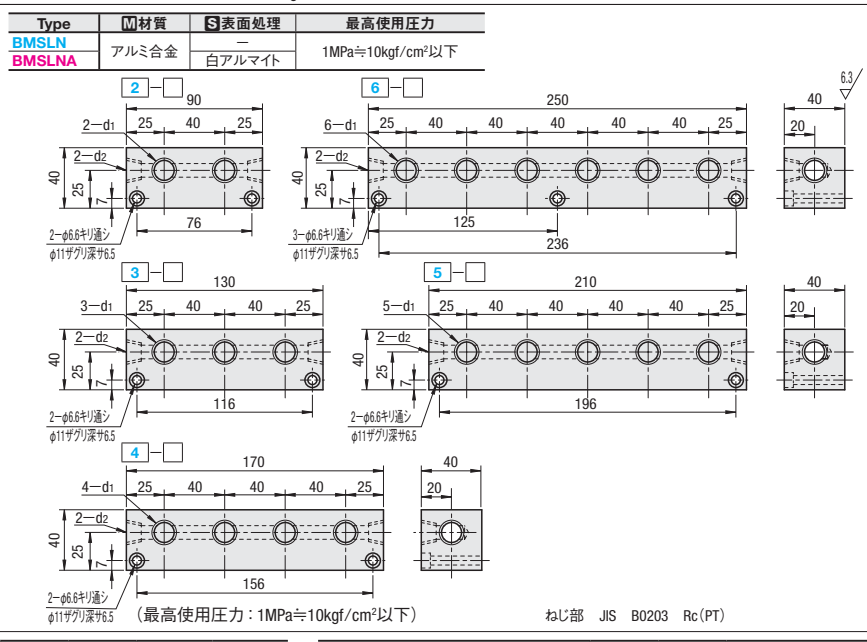 Type M材質 S表面処理 最高使用圧力
BMSLN アルミ合金 － 1MPa≒10kgf/cm²以下
BMSLNA 白アルマイト
2－□
90
25 40 25
2－d1
2－d2
40
25
7
76
2－φ6.6キリ通シ
φ11ザグリ深サ6.5
6－□
250
25 40 40 40 40 40 25
6－d1
2－d2
40
25
7
125
236
3－φ6.6キリ通シ
φ11ザグリ深サ6.5
6.3
40
20
3－□
130
25 40 40 25
3－d1
2－d2
40
25
7
116
2－φ6.6キリ通シ
φ11ザグリ深サ6.5
5－□
210
25 40 40 40 40 25
5－d1
2－d2
40
25
7
196
2－φ6.6キリ通シ
φ11ザグリ深サ6.5
40
20
4－□
170
25 40 40 40 25
4－d1
2－d2
40
25
7
156
2－φ6.6キリ通シ
φ11ザグリ深サ6.5
40
20
（最高使用圧力：1MPa≒10kgf/cm²以下）
ねじ部 JIS B0203 Rc（PT）